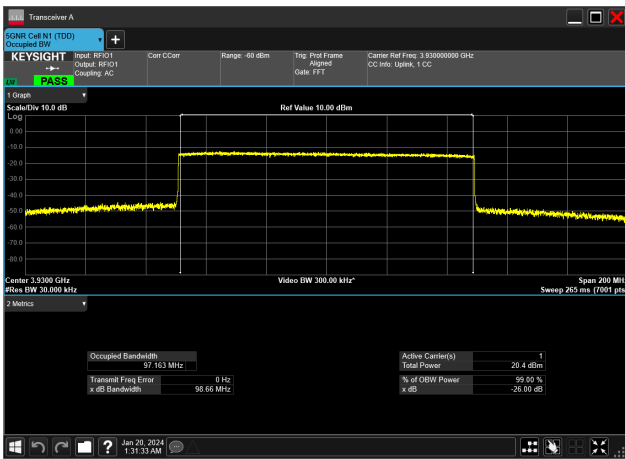 Transceiver A
5GNR Cell N1 (TDD)
Occupied BW
KEYSIGHT
PASS
Input: RFIO1
Output: RFIO1
Coupling: AC
Corr CCorr
Range: -60 dBm
Trig: Prot Frame
Aligned
Gate: FFT
Carrier Ref Freq: 3.930000000 GHz
CC Info: Uplink, 1 CC
1 Graph
Scale/Div 10.0 dB
Ref Value 10.00 dBm
Log
0.00
-10.0
-20.0
-30.0
-40.0
-50.0
-60.0
-70.0
-80.0
Center 3.9300 GHz
Video BW 300.00 kHz*
Span 200 MH
#Res BW 30.000 kHz
Sweep 265 ms (7001 pts
2 Metrics
Occupied Bandwidth
97.163 MHz
Transmit Freq Error 0 Hz
x dB Bandwidth 98.66 MHz
Active Carrier(s) 1
Total Power 20.4 dBm
% of OBW Power 99.00 %
x dB -26.00 dB
Jan 20, 2024
1:31:33 AM